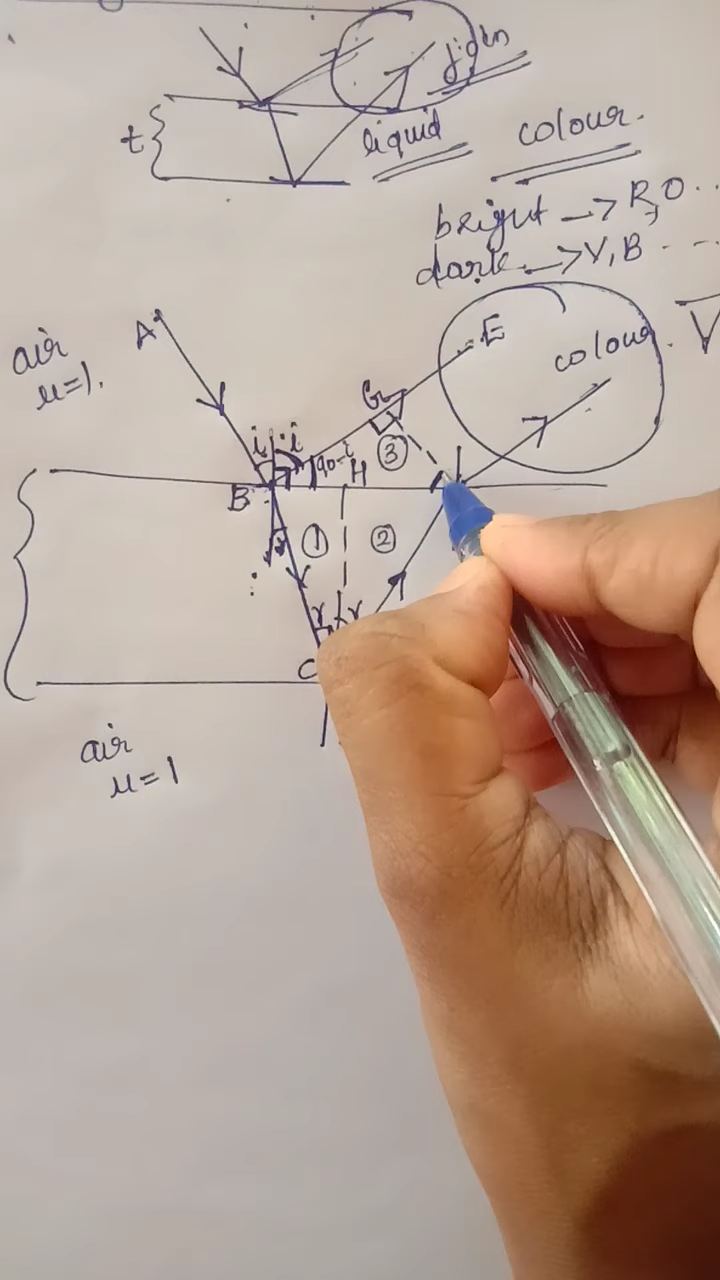 t
film
liquid
colour.
bright → R, O..
dark → V, B ---
air
μ=1.
A
E
colour.
V
G
i
i
90-i
③
H
B
r
①
②
r
r
C
air
μ=1